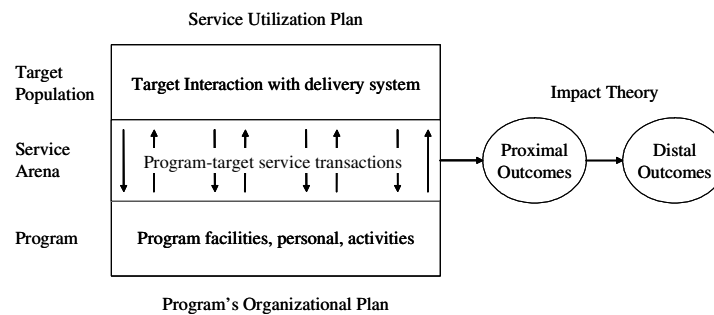 Service Utilization Plan
Target
Population
Target Interaction with delivery system
Impact Theory
Service
Arena
Program-target service transactions
Proximal
Outcomes
Distal
Outcomes
Program
Program facilities, personal, activities
Program's Organizational Plan